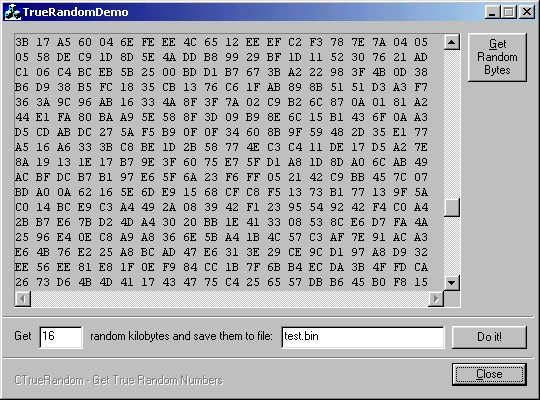 TrueRandomDemo
3B 17 A5 60 04 6E FE EE 4C 65 12 EE EF C2 F3 78 7E 7A 04 05
05 58 DE C9 1D 8D 5E 4A DD B8 99 29 BF 1D 11 52 30 76 21 AD
C1 06 C4 BC EB 5B 25 00 BD D1 B7 67 3B A2 22 98 3F 4B 0D 38
B6 D9 38 B5 FC 18 35 CB 13 76 C6 1F AB 89 8B 51 51 D3 A3 F7
36 3A 9C 96 AB 16 33 4A 8F 3F 7A 02 C9 B2 6C 87 0A 01 81 A2
44 E1 FA 80 BA A9 5E 58 8F 3D 09 B9 8E 6C 15 B1 43 6F 0A A3
D5 CD AB DC 27 5A F5 B9 0F 0F 34 60 8B 9F 59 48 2D 35 E1 77
A5 16 A6 33 3B C8 BE 1D 2B 58 77 4E C3 C4 11 DE 17 D5 A2 7E
8A 19 13 1E 17 B7 9E 3F 60 75 E7 5F D1 A8 1D 8D A0 6C AB 49
AC BF DC B7 B1 97 E6 5F 6A 23 F6 FF 05 21 42 C9 BB 45 7C 07
BD A0 0A 62 16 5E 6D E9 15 68 CF C8 F5 13 73 B1 77 13 9F 5A
C0 14 BC E9 C3 A4 49 2A 08 39 42 F1 23 95 54 92 42 F4 C0 A4
2B B7 E6 7B D2 4D A4 30 20 BB 1E 41 33 08 53 8C E6 D7 FA 4A
25 96 E4 0E C8 A9 A8 36 6E 5B A4 1B 4C 57 C3 AF 7E 91 AC A3
E6 4B 76 E2 25 A8 BC AD 47 E6 31 3E 29 CE 9C D1 97 A8 D9 32
EE 56 EE 81 E8 1F 0E F9 84 CC 1B 7F 6B B4 EC DA 3B 4F FD CA
26 73 D6 4B 4D 41 17 43 47 75 C4 25 65 57 DB B6 45 B0 F8 15
Get
Random
Bytes
Get 16 random kilobytes and save them to file: test.bin Do it!
CTrueRandom - Get True Random Numbers
Close